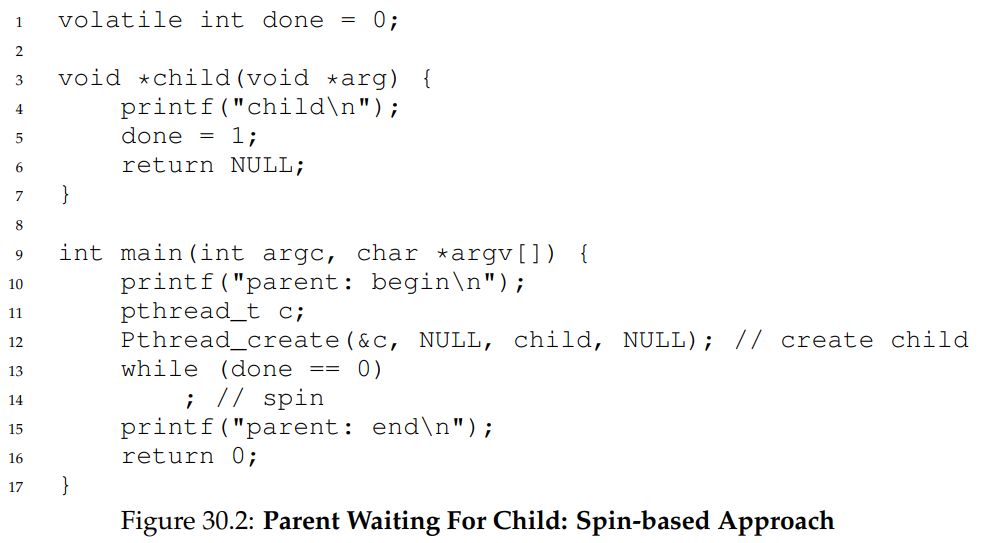 1 volatile int done = 0;
2
3 void *child(void *arg) {
4     printf("child\n");
5     done = 1;
6     return NULL;
7 }
8
9 int main(int argc, char *argv[]) {
10     printf("parent: begin\n");
11     pthread_t c;
12     Pthread_create(&c, NULL, child, NULL); // create child
13     while (done == 0)
14         ; // spin
15     printf("parent: end\n");
16     return 0;
17 }
Figure 30.2: Parent Waiting For Child: Spin-based Approach